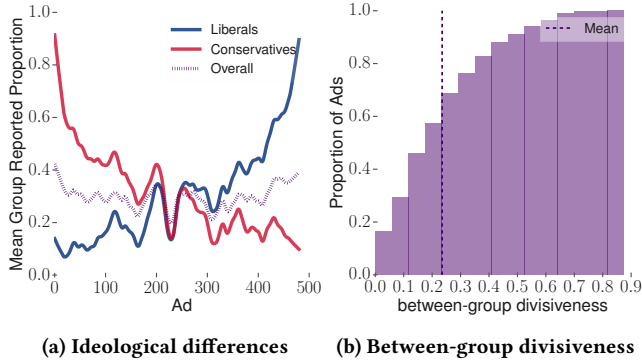 Mean Group Reported Proportion
1.0
0.8
0.6
0.4
0.2
0.0
Liberals
Conservatives
Overall
0 100 200 300 400 500
Ad
(a) Ideological differences
Proportion of Ads
1.0
0.8
0.6
0.4
0.2
0.0
Mean
0.0 0.1 0.2 0.3 0.4 0.5 0.6 0.7 0.8 0.9
between-group divisiveness
(b) Between-group divisiveness